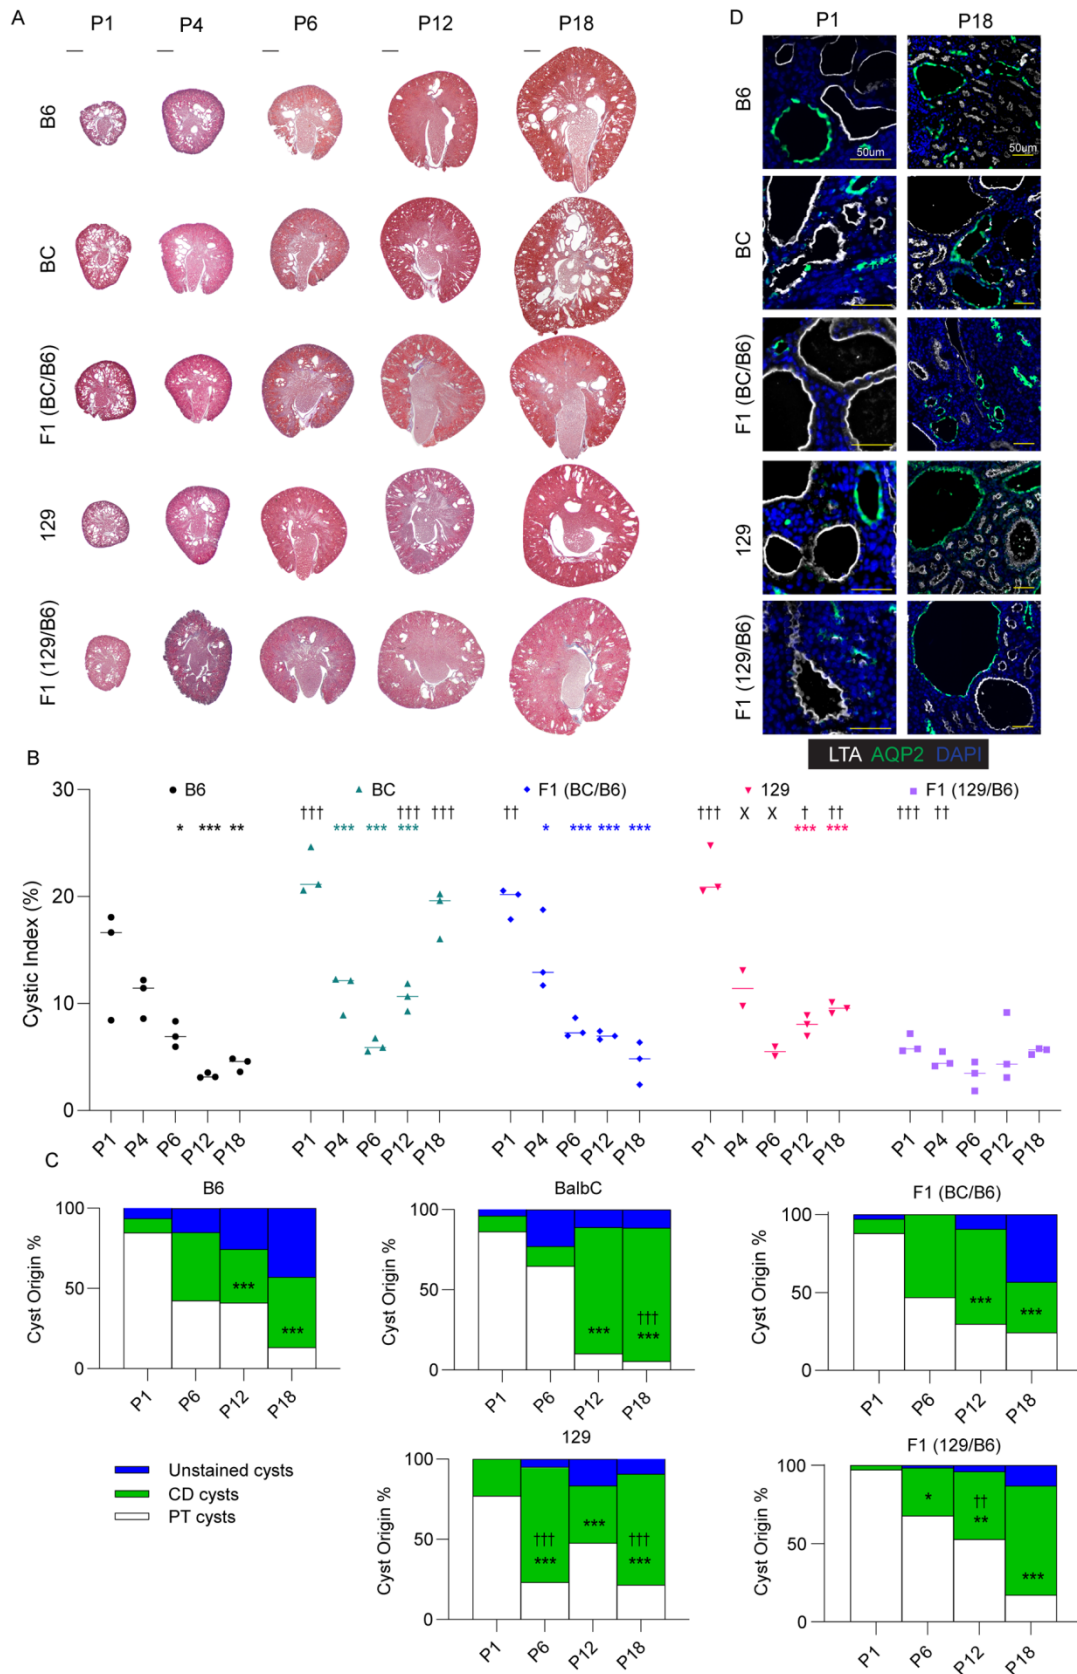 A
P1 P4 P6 P12 P18
B6
BC
F1 (BC/B6)
129
F1 (129/B6)
D
P1 P18
B6
50um 50um
BC
F1 (BC/B6)
129
F1 (129/B6)
LTA AQP2 DAPI
B
B6 BC F1 (BC/B6) 129 F1 (129/B6)
††† ††† ††† †† ††† X X † †† ††† ††
* *** ** *** *** *** * *** *** *** *** ***
Cystic Index (%)
30
20
10
0
P1 P4 P6 P12 P18 P1 P4 P6 P12 P18 P1 P4 P6 P12 P18 P1 P4 P6 P12 P18 P1 P4 P6 P12 P18
C
B6
Cyst Origin %
100
50
0
***
***
P1 P6 P12 P18
BalbC
Cyst Origin %
100
50
0
†††
*** ***
P1 P6 P12 P18
F1 (BC/B6)
Cyst Origin %
100
50
0
***
***
P1 P6 P12 P18
Unstained cysts
CD cysts
PT cysts
129
Cyst Origin %
100
50
0
***
††† †††
*** ***
P1 P6 P12 P18
F1 (129/B6)
Cyst Origin %
100
50
0
* ††
**
***
P1 P6 P12 P18